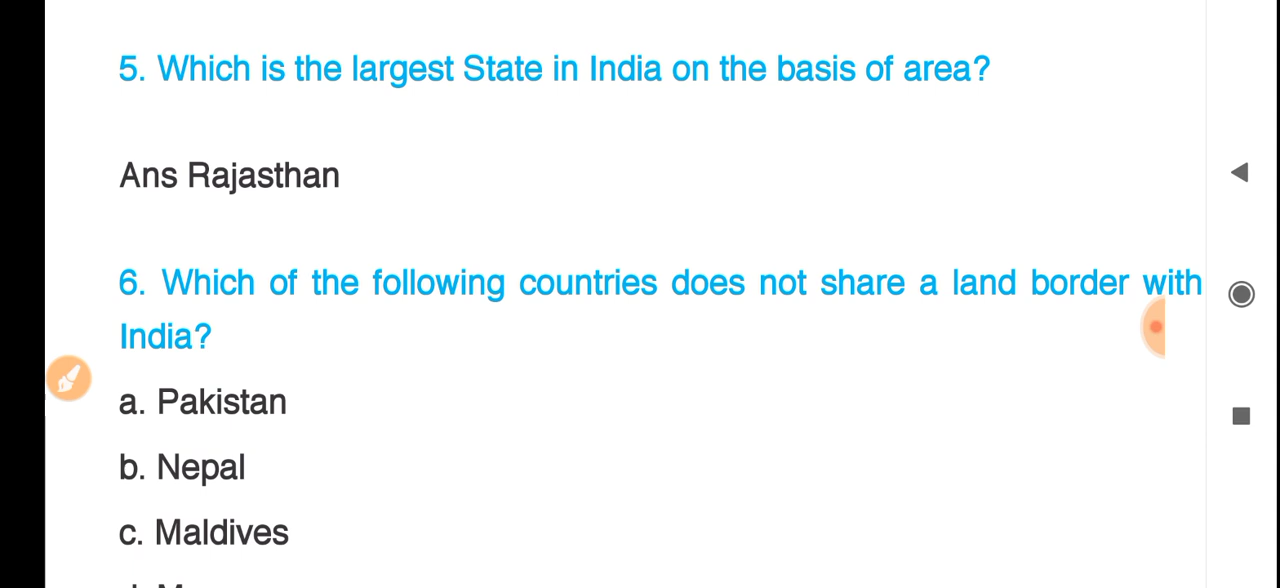 5. Which is the largest State in India on the basis of area?
Ans Rajasthan
6. Which of the following countries does not share a land border with
India?
a. Pakistan
b. Nepal
c. Maldives